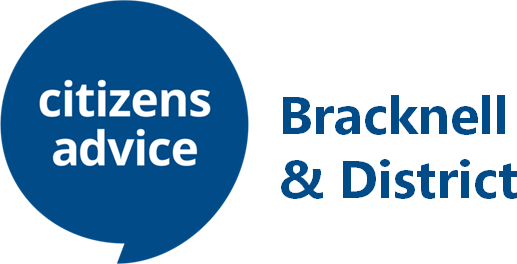 citizens
advice
Bracknell
& District